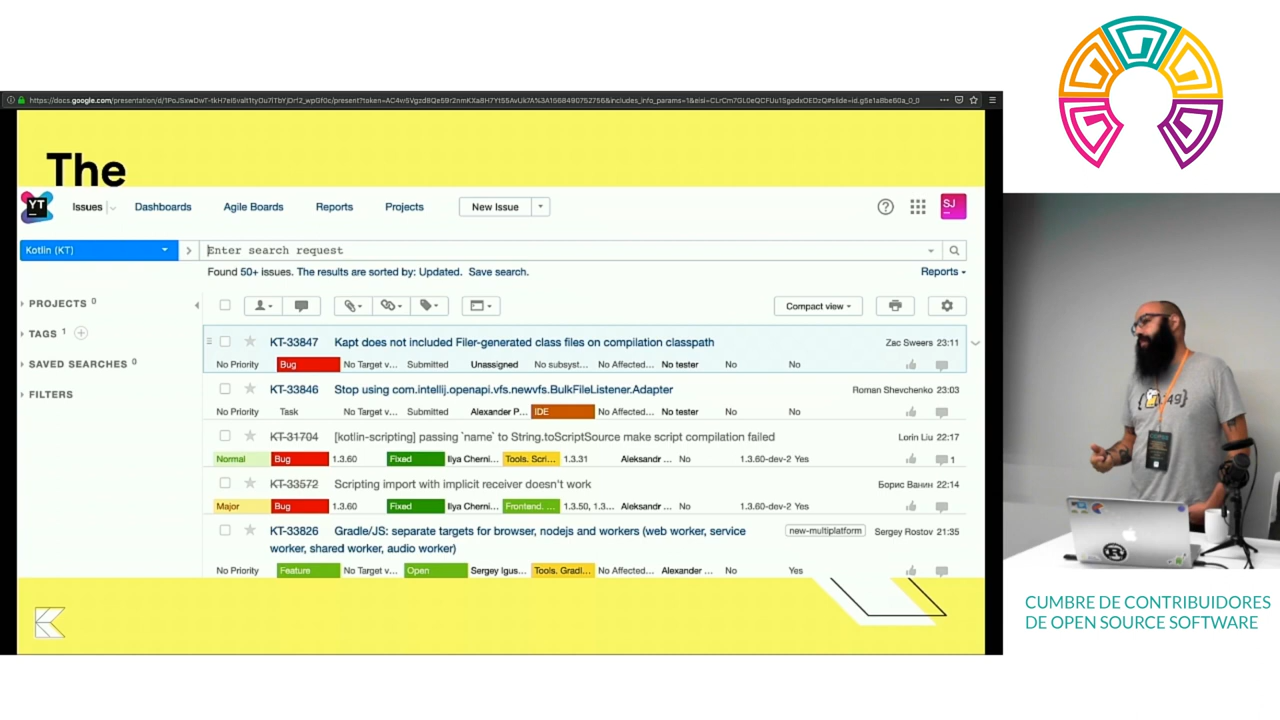 https://docs.google.com/presentation/d/
The
YT
Issues
Dashboards
Agile Boards
Reports
Projects
New Issue
SJ
Kotlin (KT)
Enter search request
Found 50+ issues. The results are sorted by: Updated. Save search.
Reports
PROJECTS 0
TAGS 1
SAVED SEARCHES 0
FILTERS
Compact view
KT-33847 Kapt does not included Filer-generated class files on compilation classpath Zac Sweers 23:11
No Priority Bug No Target v... Submitted Unassigned No subsyst... No Affected... No tester No No
KT-33846 Stop using com.intellij.openapi.vfs.newvfs.BulkFileListener.Adapter Roman Shevchenko 23:03
No Priority Task No Target v... Submitted Alexander P... IDE No Affected... No tester No No
KT-31704 [kotlin-scripting] passing `name` to String.toScriptSource make script compilation failed Lorin Liu 22:17
Normal Bug 1.3.60 Fixed Ilya Cherni... Tools. Scri... 1.3.31 Aleksandr ... No 1.3.60-dev-2 Yes 1
KT-33572 Scripting import with implicit receiver doesn't work Борис Ванин 22:14
Major Bug 1.3.60 Fixed Ilya Cherni... Frontend. ... 1.3.50, 1.3... Aleksandr ... No 1.3.60-dev-2 Yes
KT-33826 Gradle/JS: separate targets for browser, nodejs and workers (web worker, service new-multiplatform Sergey Rostov 21:35
worker, shared worker, audio worker)
No Priority Feature No Target v... Open Sergey Igus... Tools. Gradl... No Affected... Alexander ... No Yes
CUMBRE DE CONTRIBUIDORES
DE OPEN SOURCE SOFTWARE